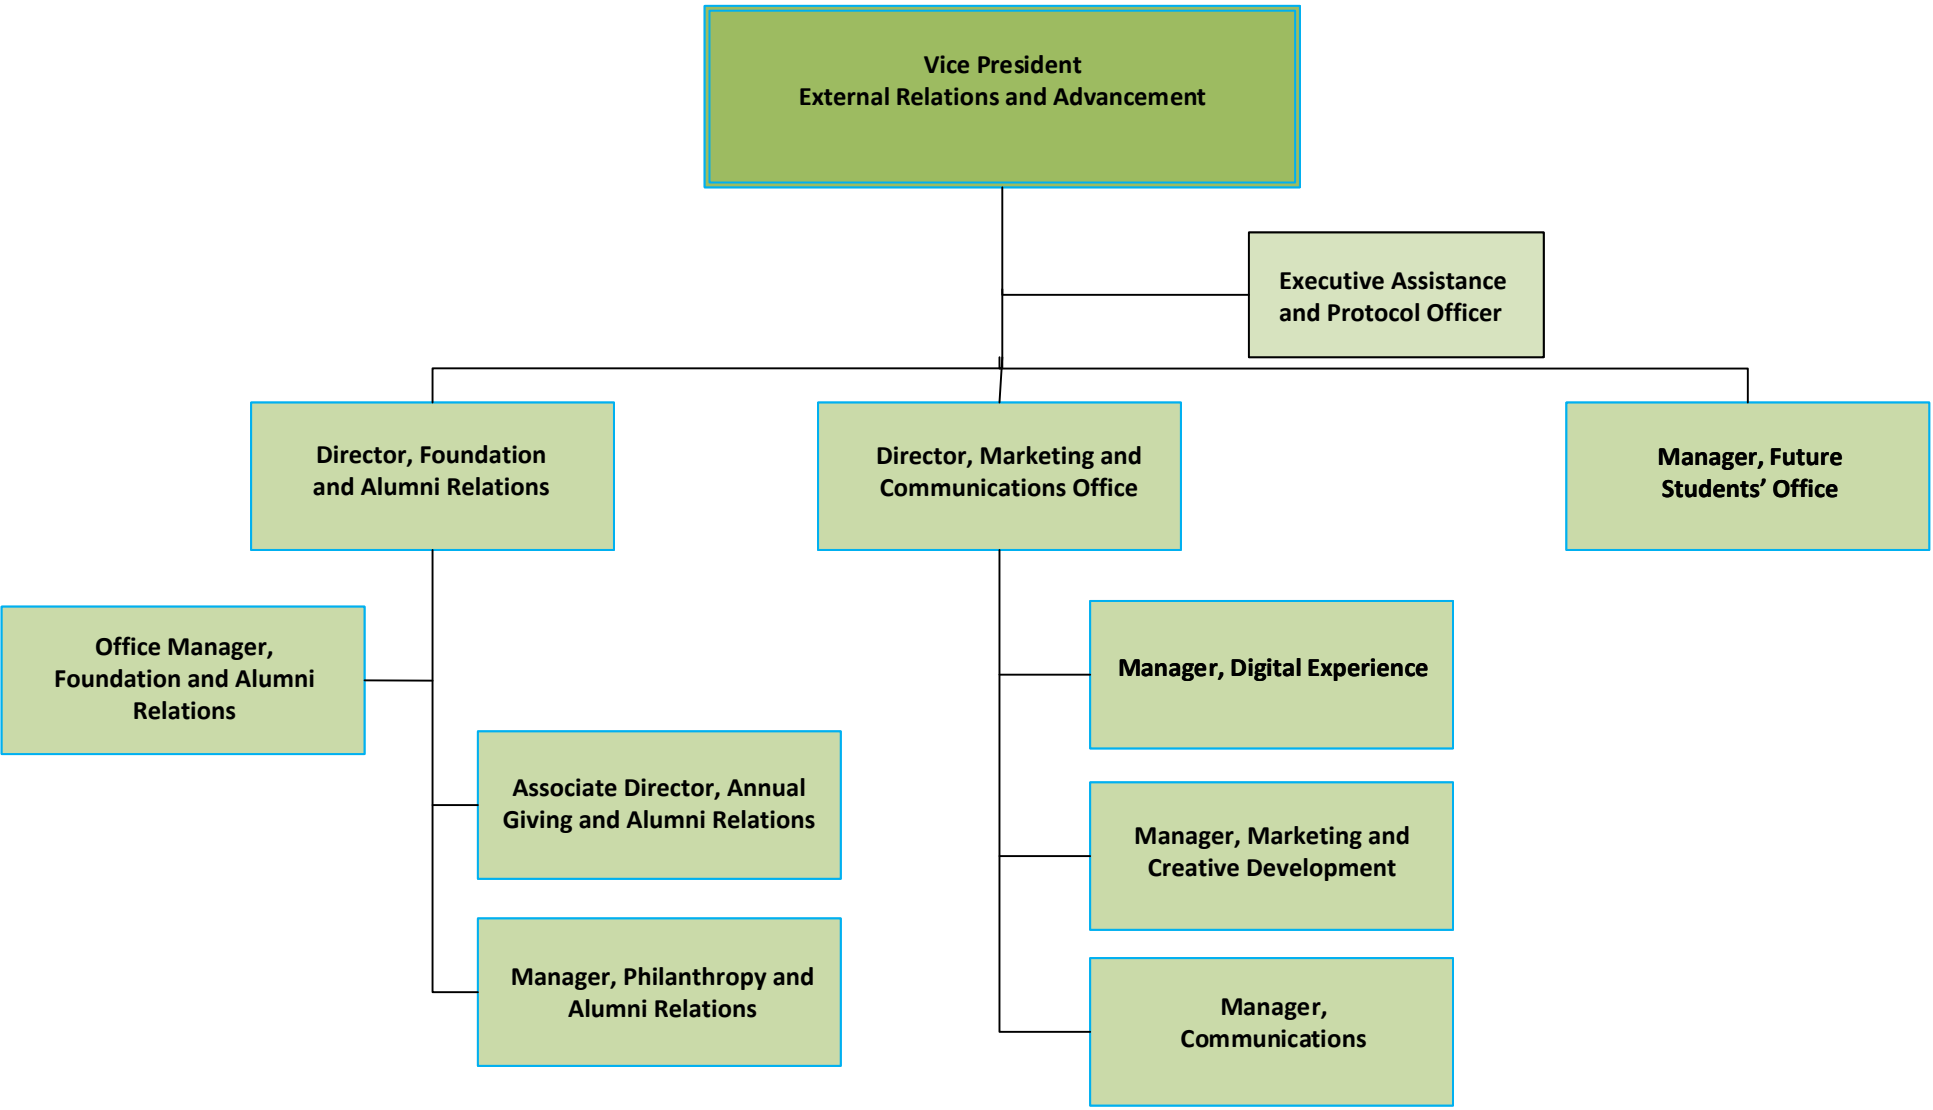 Vice President
External Relations and Advancement
Executive Assistance
and Protocol Officer
Director, Foundation
and Alumni Relations
Director, Marketing and
Communications Office
Manager, Future
Students’ Office
Office Manager,
Foundation and Alumni
Relations
Manager, Digital Experience
Associate Director, Annual
Giving and Alumni Relations
Manager, Marketing and
Creative Development
Manager, Philanthropy and
Alumni Relations
Manager,
Communications